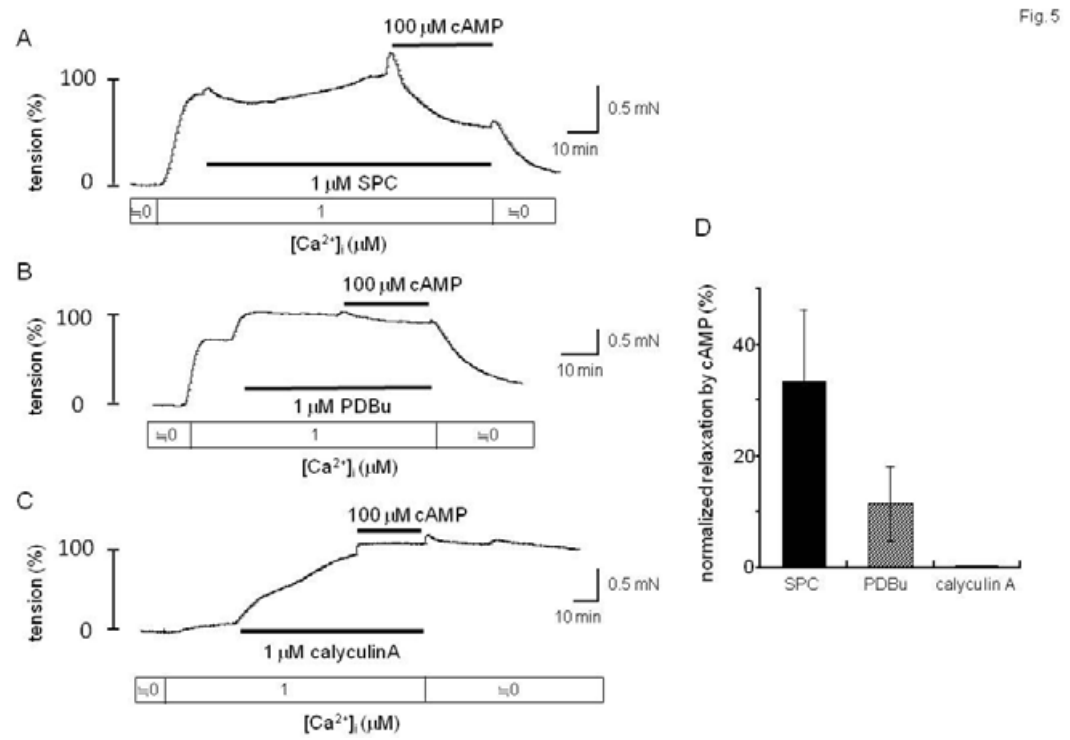 Fig. 5
A
100 μM cAMP
tension (%)
100
0
0.5 mN
10 min
1 μM SPC
≒0 1 ≒0
[Ca²⁺]ᵢ (μM)
B
100 μM cAMP
tension (%)
100
0
0.5 mN
10 min
1 μM PDBu
≒0 1 ≒0
[Ca²⁺]ᵢ (μM)
C
100 μM cAMP
tension (%)
100
0
0.5 mN
10 min
1 μM calyculinA
≒0 1 ≒0
[Ca²⁺]ᵢ (μM)
D
normalized relaxation by cAMP (%)
40
20
0
SPC PDBu calyculin A